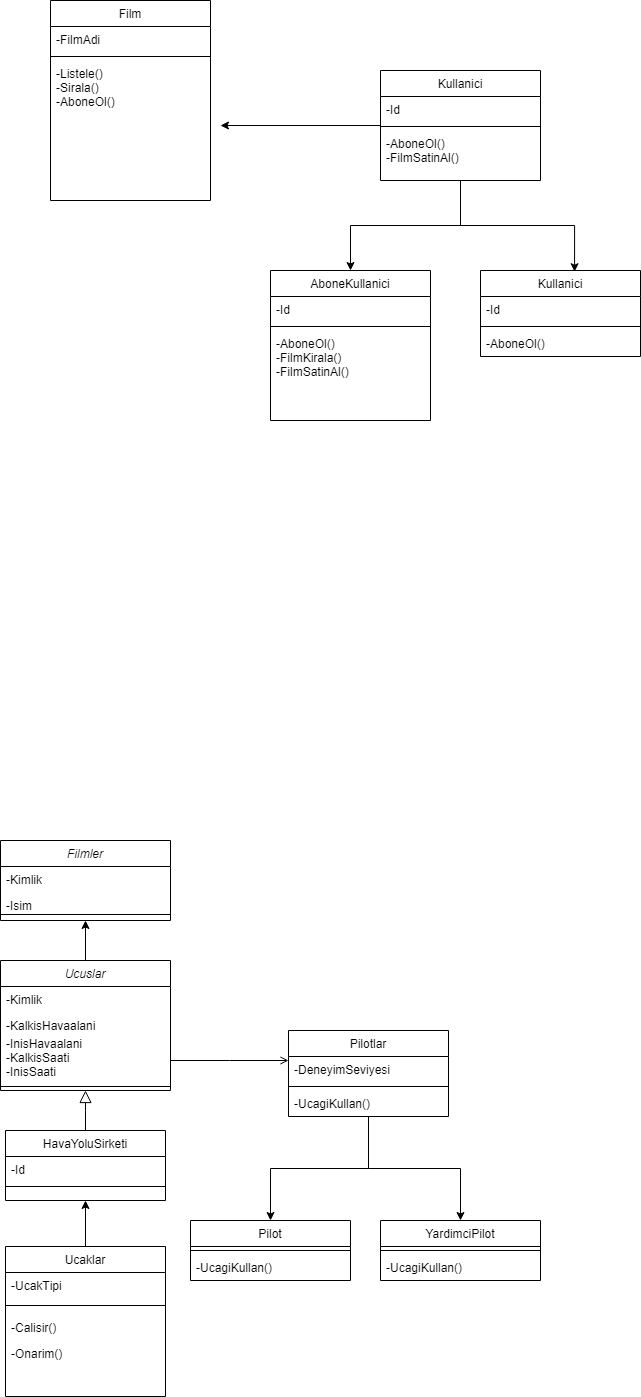 Film
-FilmAdi
-Listele()
-Sirala()
-AboneOl()
Kullanici
-Id
-AboneOl()
-FilmSatinAl()
AboneKullanici
-Id
-AboneOl()
-FilmKirala()
-FilmSatinAl()
Kullanici
-Id
-AboneOl()
Filmler
-Kimlik
-Isim
Ucuslar
-Kimlik
-KalkisHavaalani
-InisHavaalani
-KalkisSaati
-InisSaati
Pilotlar
-DeneyimSeviyesi
-UcagiKullan()
HavaYoluSirketi
-Id
Pilot
-UcagiKullan()
YardimciPilot
-UcagiKullan()
Ucaklar
-UcakTipi
-Calisir()
-Onarim()